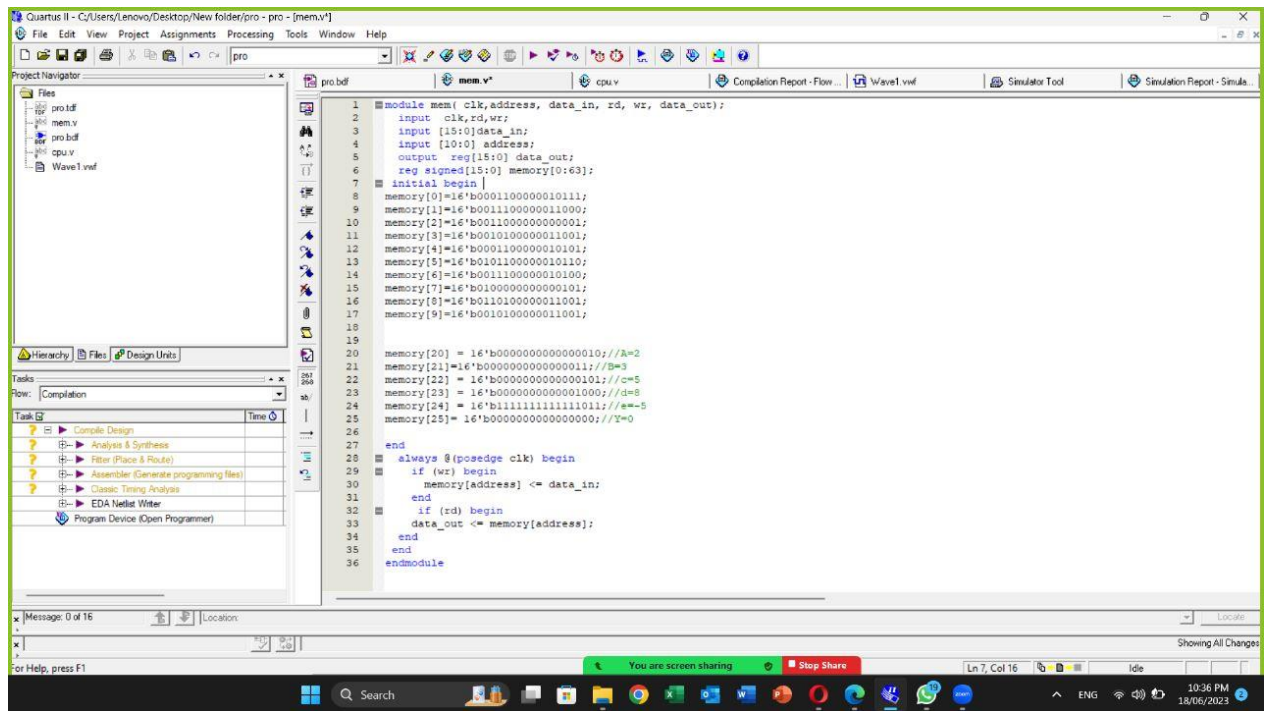 Quartus II - C:/Users/Lenovo/Desktop/New folder/pro - pro - [mem.v*]
File Edit View Project Assignments Processing Tools Window Help
pro
Project Navigator
Files
pro.tdf
mem.v
pro.bdf
cpu.v
Wave1.vwf
Hierarchy Files Design Units
Tasks
Flow: Compilation
Task Time
Compile Design
Analysis & Synthesis
Fitter (Place & Route)
Assembler (Generate programming files)
Classic Timing Analysis
EDA Netlist Writer
Program Device (Open Programmer)
pro.bdf mem.v* cpu.v Compilation Report - Flow ... Wave1.vwf Simulator Tool Simulation Report - Simula...
1 module mem( clk,address, data_in, rd, wr, data_out);
2 input clk,rd,wr;
3 input [15:0]data_in;
4 input [10:0] address;
5 output reg[15:0] data_out;
6 reg signed[15:0] memory[0:63];
7 initial begin
8 memory[0]=16'b0001100000010111;
9 memory[1]=16'b0011100000011000;
10 memory[2]=16'b0011000000000001;
11 memory[3]=16'b0010100000011001;
12 memory[4]=16'b0001100000010101;
13 memory[5]=16'b0101100000010110;
14 memory[6]=16'b0011100000010100;
15 memory[7]=16'b0100000000000101;
16 memory[8]=16'b0110100000011001;
17 memory[9]=16'b0010100000011001;
18
19
20 memory[20] = 16'b0000000000000010;//A=2
21 memory[21]=16'b0000000000000011;//B=3
22 memory[22] = 16'b0000000000000101;//c=5
23 memory[23] = 16'b0000000000001000;//d=8
24 memory[24] = 16'b1111111111111011;//e=-5
25 memory[25]= 16'b0000000000000000;//Y=0
26
27 end
28 always @(posedge clk) begin
29 if (wr) begin
30 memory[address] <= data_in;
31 end
32 if (rd) begin
33 data_out <= memory[address];
34 end
35 end
36 endmodule
267
268
ab/
Message: 0 of 16 Location: Locate
Showing All Changes
For Help, press F1
You are screen sharing Stop Share
Ln 7, Col 16 Idle
Search
ENG
10:36 PM
18/06/2023
2
zoom